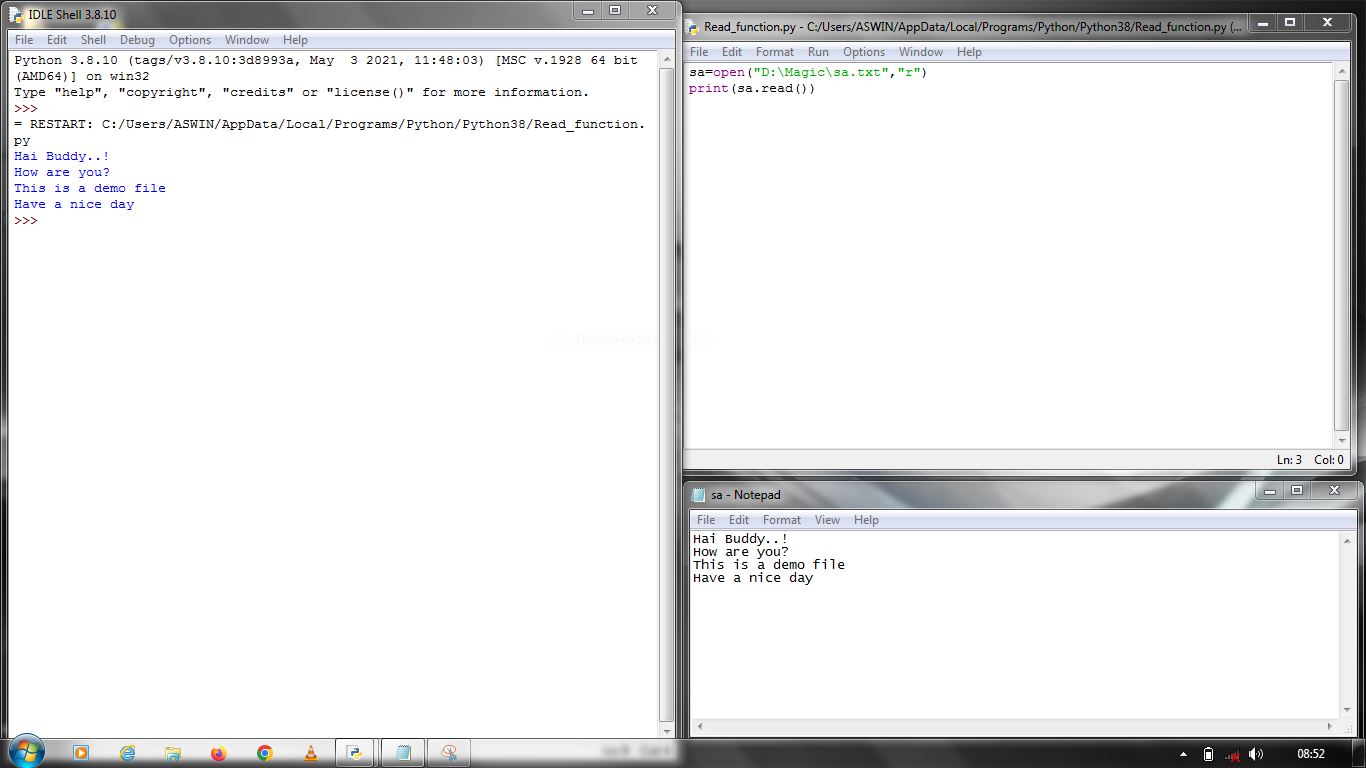 IDLE Shell 3.8.10
File Edit Shell Debug Options Window Help
Python 3.8.10 (tags/v3.8.10:3d8993a, May  3 2021, 11:48:03) [MSC v.1928 64 bit
(AMD64)] on win32
Type "help", "copyright", "credits" or "license()" for more information.
>>>
= RESTART: C:/Users/ASWIN/AppData/Local/Programs/Python/Python38/Read_function.
py
Hai Buddy..!
How are you?
This is a demo file
Have a nice day
>>>
Full-screen Snip
Read_function.py - C:/Users/ASWIN/AppData/Local/Programs/Python/Python38/Read_function.py (...
File Edit Format Run Options Window Help
sa=open("D:\Magic\sa.txt","r")
print(sa.read())
Ln: 3 Col: 0
sa - Notepad
File Edit Format View Help
Hai Buddy..!
How are you?
This is a demo file
Have a nice day
08:52